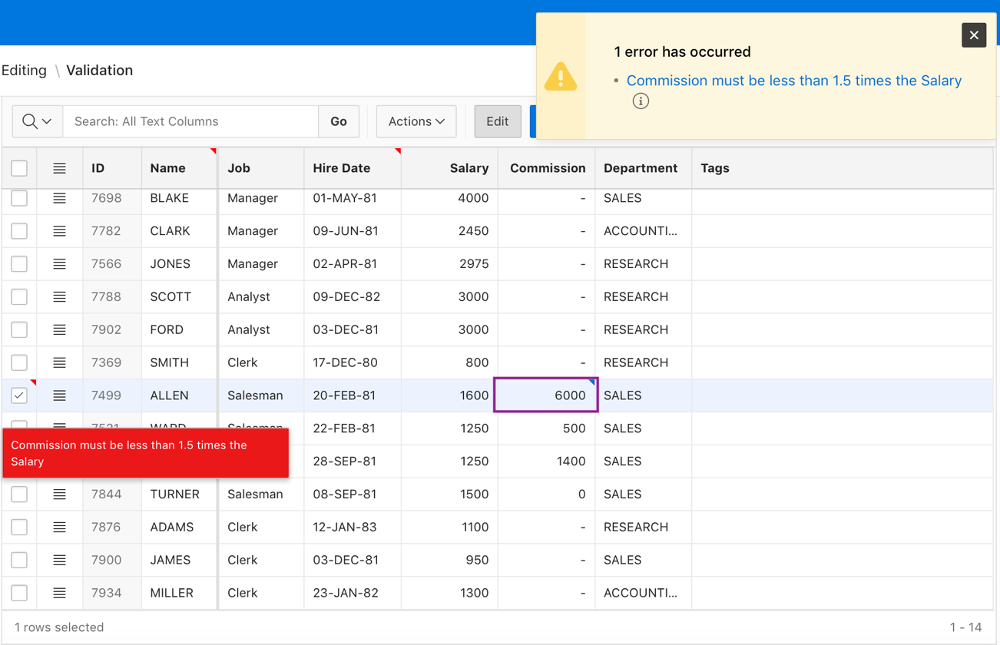 1 error has occurred
• Commission must be less than 1.5 times the Salary
Editing \ Validation
Search: All Text Columns Go Actions Edit
ID Name Job Hire Date Salary Commission Department Tags
7698 BLAKE Manager 01-MAY-81 4000 - SALES
7782 CLARK Manager 09-JUN-81 2450 - ACCOUNTI...
7566 JONES Manager 02-APR-81 2975 - RESEARCH
7788 SCOTT Analyst 09-DEC-82 3000 - RESEARCH
7902 FORD Analyst 03-DEC-81 3000 - RESEARCH
7369 SMITH Clerk 17-DEC-80 800 - RESEARCH
7499 ALLEN Salesman 20-FEB-81 1600 6000 SALES
7521 WARD Salesman 22-FEB-81 1250 500 SALES
Commission must be less than 1.5 times the
Salary
28-SEP-81 1250 1400 SALES
7844 TURNER Salesman 08-SEP-81 1500 0 SALES
7876 ADAMS Clerk 12-JAN-83 1100 - RESEARCH
7900 JAMES Clerk 03-DEC-81 950 - SALES
7934 MILLER Clerk 23-JAN-82 1300 - ACCOUNTI...
1 rows selected 1 - 14